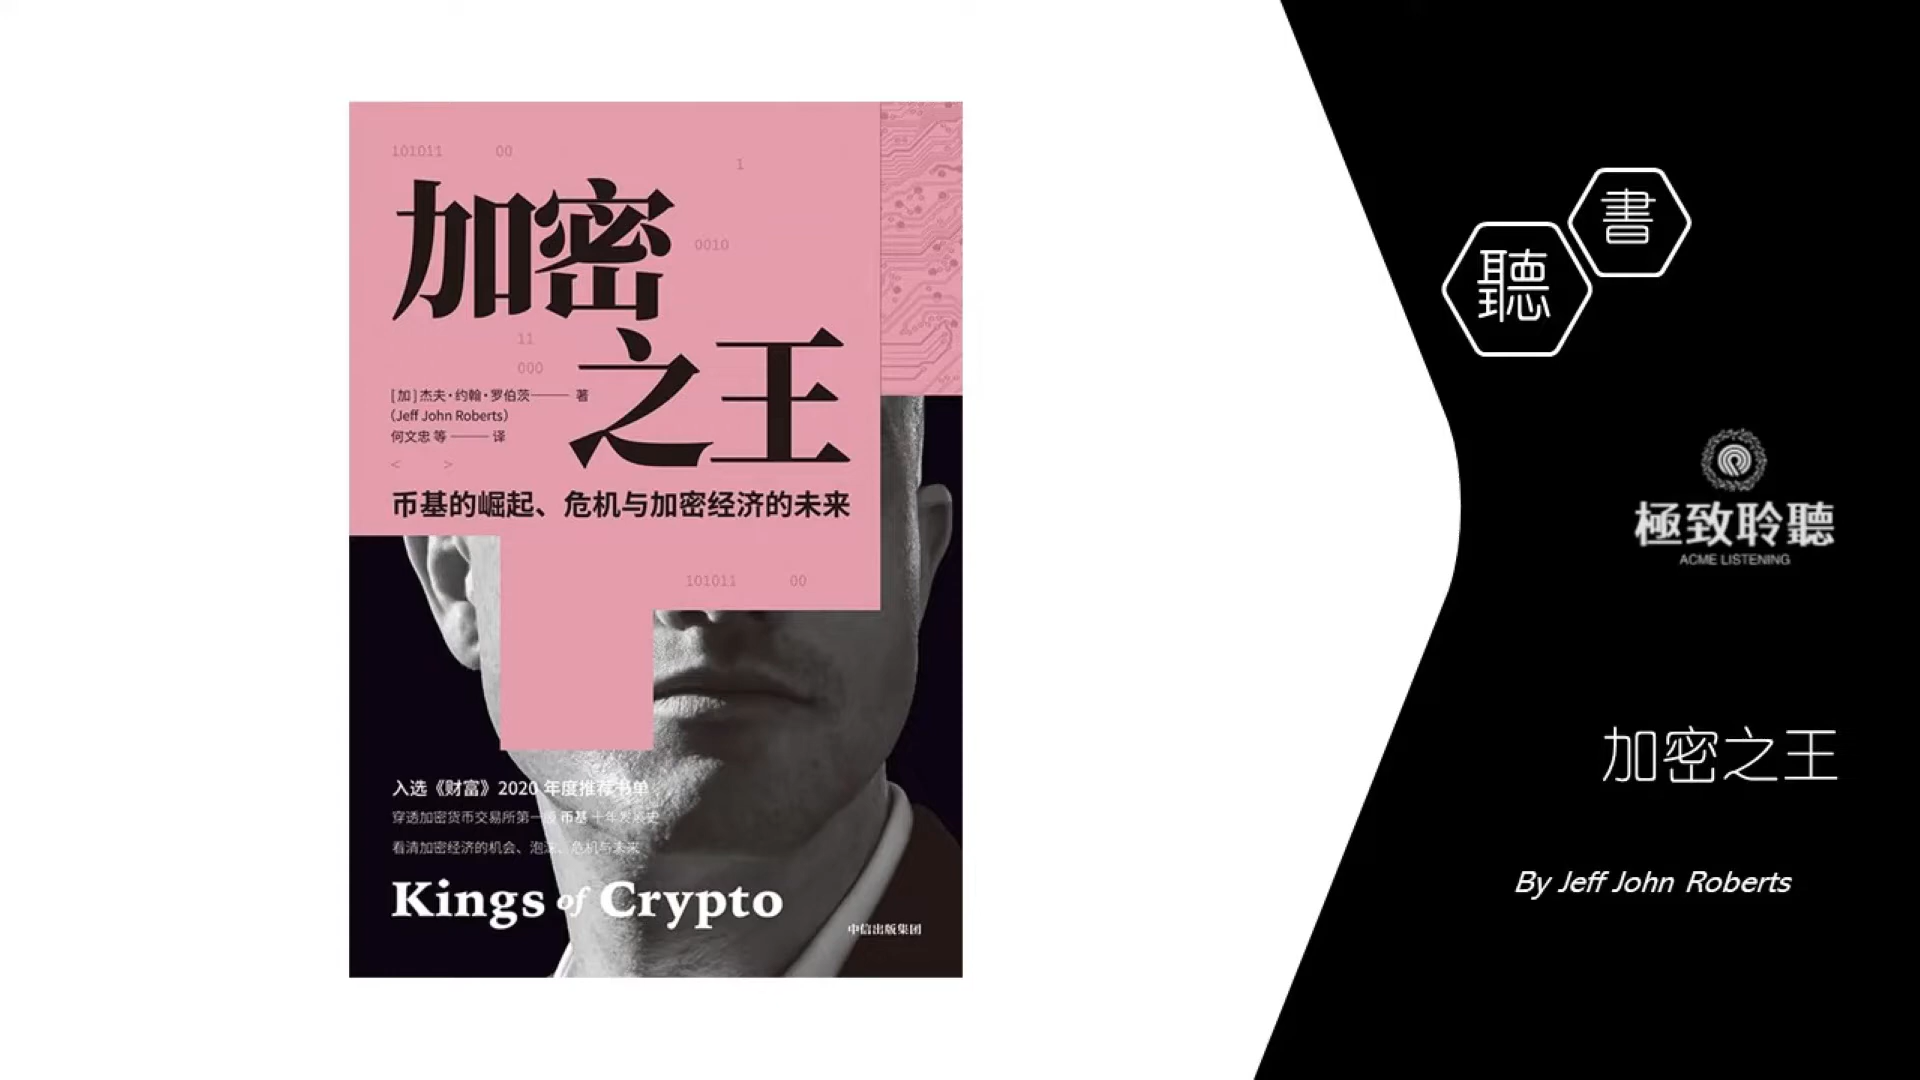 101011 00
1
加密
0010
之王
11
000
[加]杰夫·约翰·罗伯茨——著
（Jeff John Roberts）
何文忠 等——译
< >
币基的崛起、危机与加密经济的未来
101011 00
入选《财富》2020 年度推荐书单
穿透加密货币交易所第一股 币基 十年发展史
看清加密经济的机会、泡沫、危机与未来
Kings of Crypto
中信出版集团
聽書
極致聆聽
ACME LISTENING
加密之王
By Jeff John Roberts